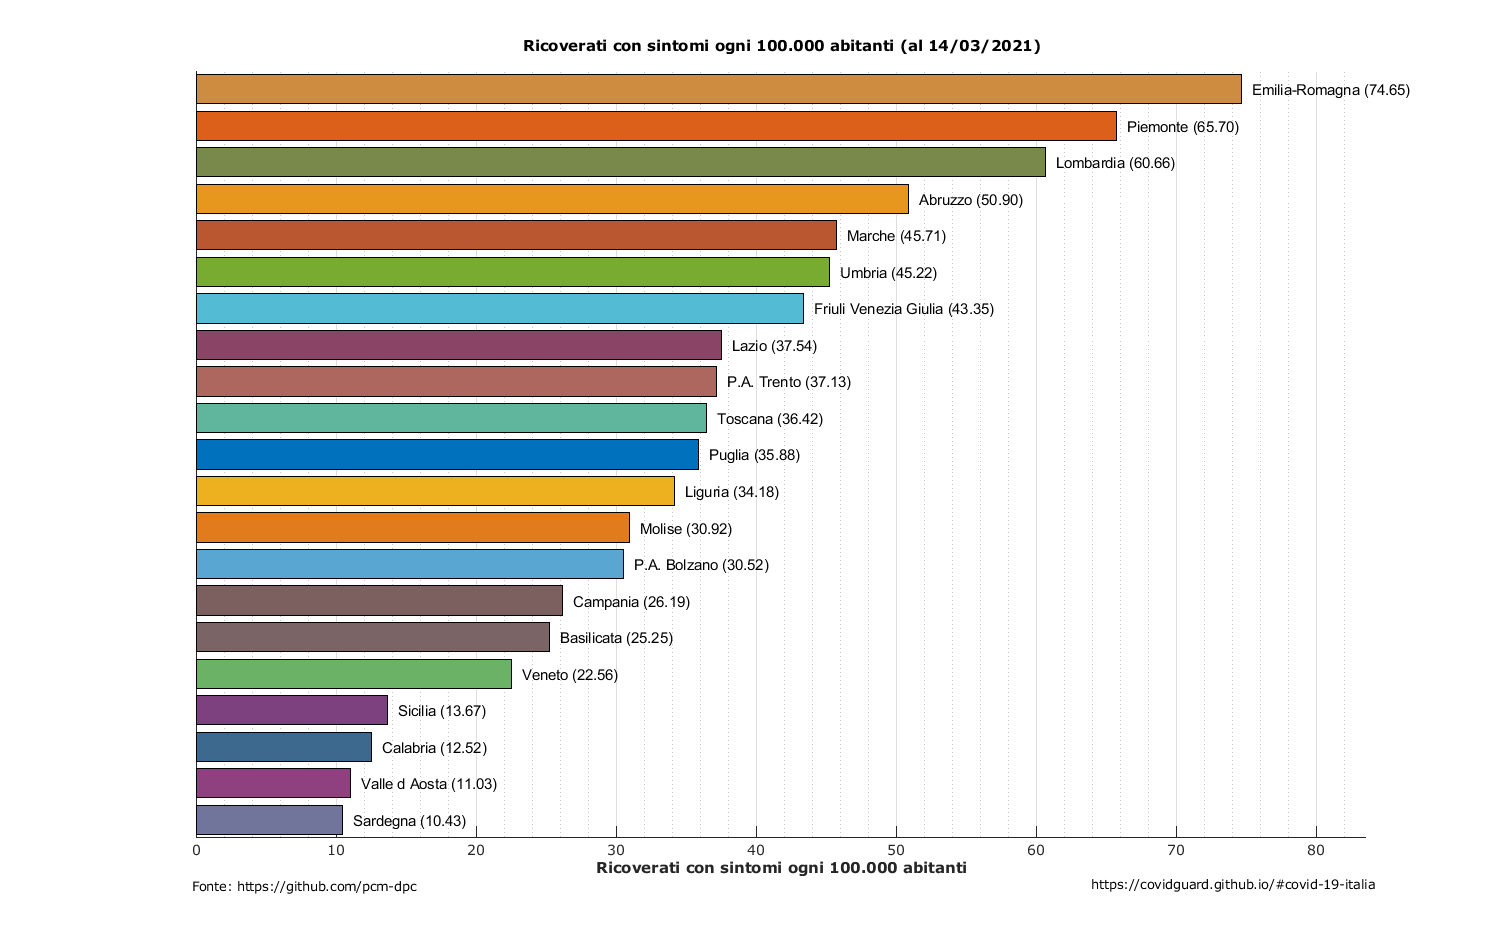 Ricoverati con sintomi ogni 100.000 abitanti (al 14/03/2021)
Emilia-Romagna (74.65)
Piemonte (65.70)
Lombardia (60.66)
Abruzzo (50.90)
Marche (45.71)
Umbria (45.22)
Friuli Venezia Giulia (43.35)
Lazio (37.54)
P.A. Trento (37.13)
Toscana (36.42)
Puglia (35.88)
Liguria (34.18)
Molise (30.92)
P.A. Bolzano (30.52)
Campania (26.19)
Basilicata (25.25)
Veneto (22.56)
Sicilia (13.67)
Calabria (12.52)
Valle d Aosta (11.03)
Sardegna (10.43)
0 10 20 30 40 50 60 70 80
Ricoverati con sintomi ogni 100.000 abitanti
Fonte: https://github.com/pcm-dpc
https://covidguard.github.io/#covid-19-italia